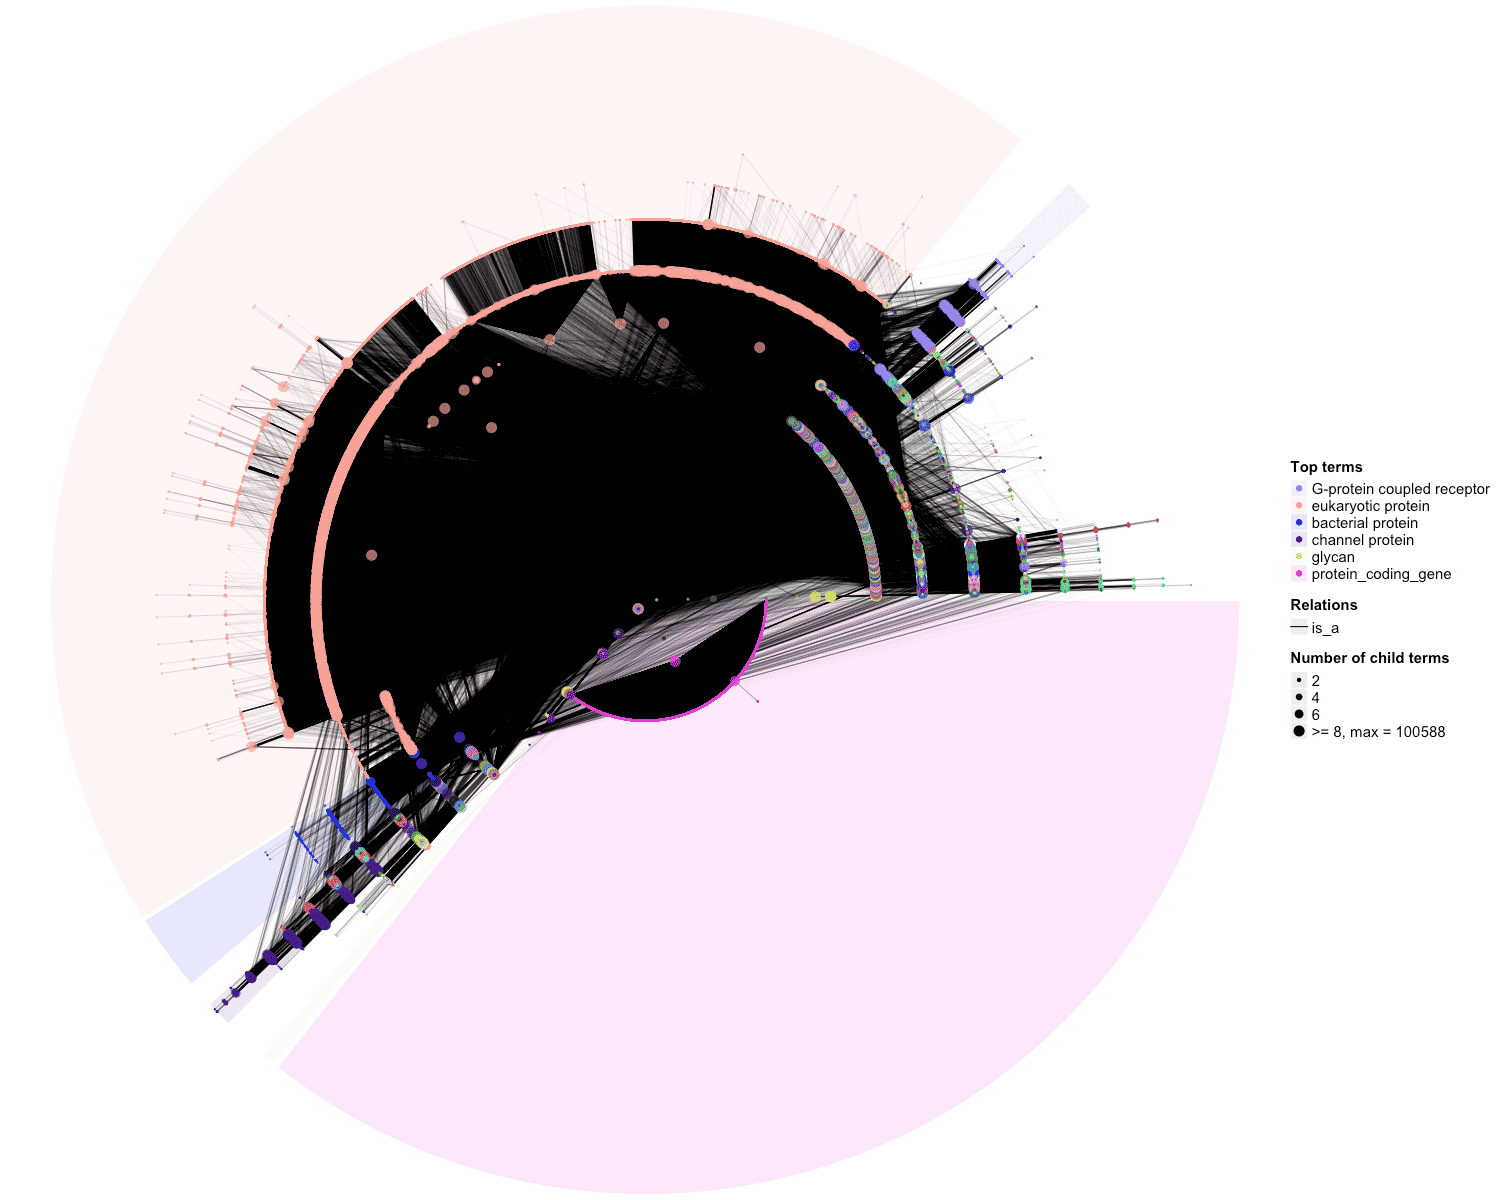 Top terms
G-protein coupled receptor
eukaryotic protein
bacterial protein
channel protein
glycan
protein_coding_gene
Relations
is_a
Number of child terms
2
4
6
>= 8, max = 100588